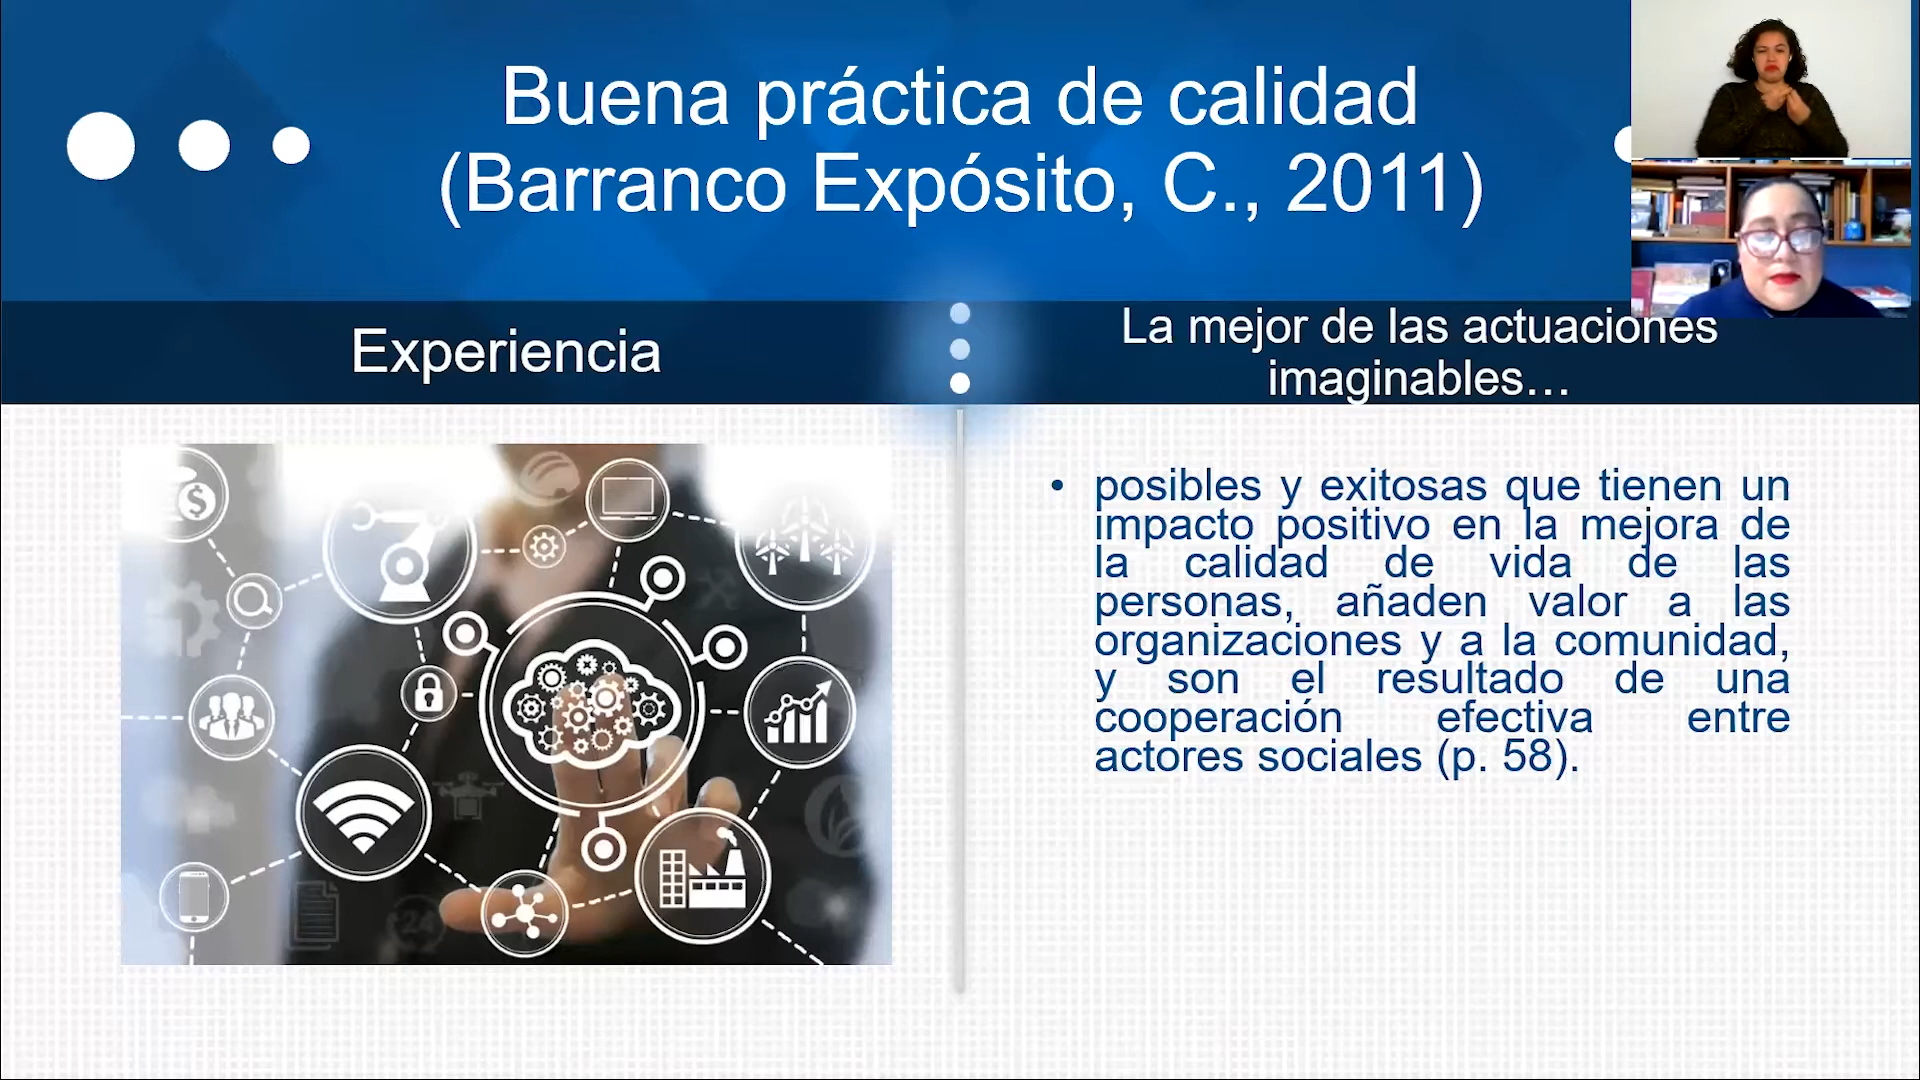 Buena práctica de calidad
(Barranco Expósito, C., 2011)
Experiencia
La mejor de las actuaciones
imaginables…
• posibles y exitosas que tienen un
impacto positivo en la mejora de
la calidad de vida de las
personas, añaden valor a las
organizaciones y a la comunidad,
y son el resultado de una
cooperación efectiva entre
actores sociales (p. 58).
$
24